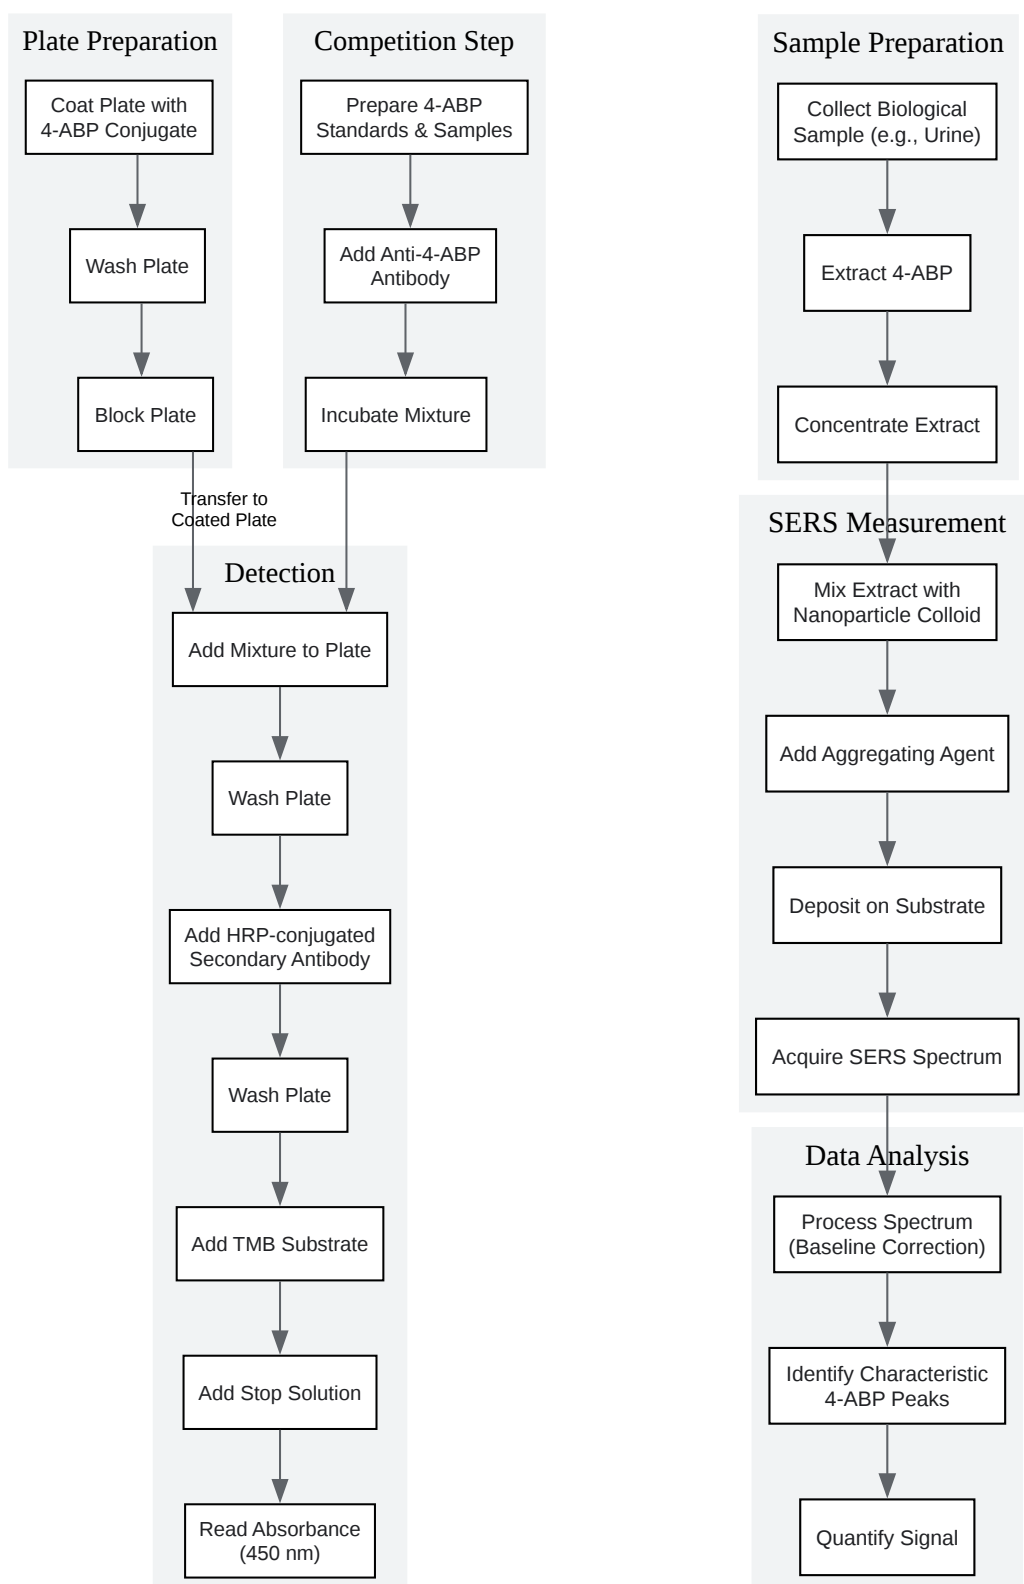 Plate Preparation
Coat Plate with
4-ABP Conjugate
Wash Plate
Block Plate
Competition Step
Prepare 4-ABP
Standards & Samples
Add Anti-4-ABP
Antibody
Incubate Mixture
Transfer to
Coated Plate
Detection
Add Mixture to Plate
Wash Plate
Add HRP-conjugated
Secondary Antibody
Wash Plate
Add TMB Substrate
Add Stop Solution
Read Absorbance
(450 nm)
Sample Preparation
Collect Biological
Sample (e.g., Urine)
Extract 4-ABP
Concentrate Extract
SERS Measurement
Mix Extract with
Nanoparticle Colloid
Add Aggregating Agent
Deposit on Substrate
Acquire SERS Spectrum
Data Analysis
Process Spectrum
(Baseline Correction)
Identify Characteristic
4-ABP Peaks
Quantify Signal